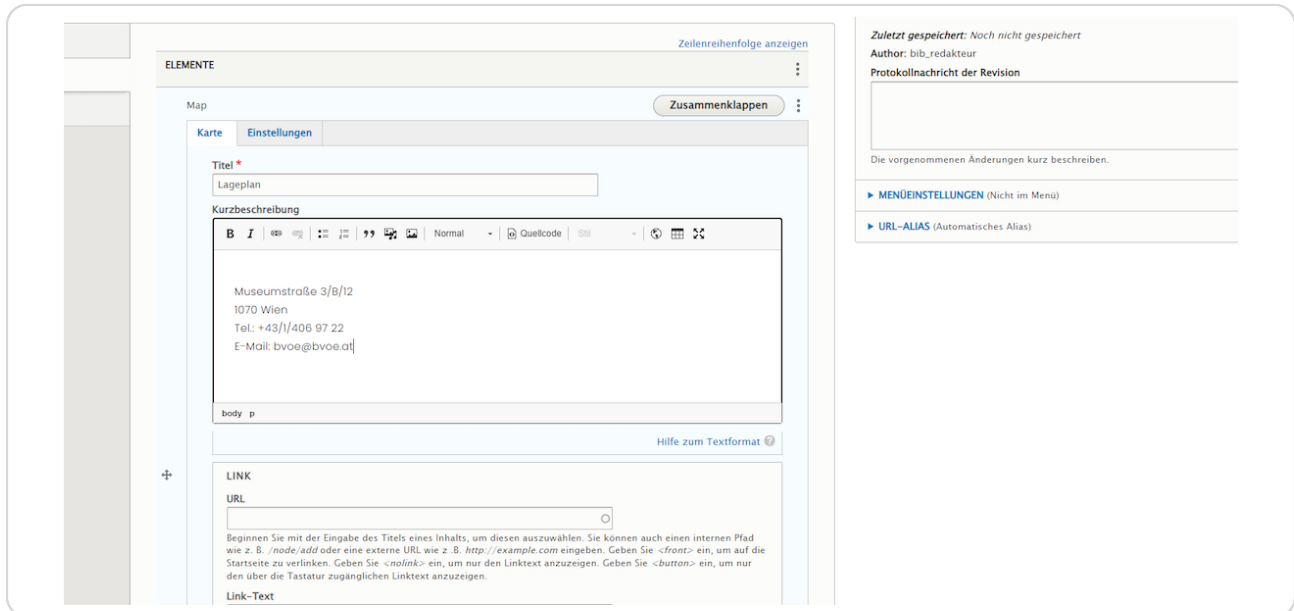 Zeilenreihenfolge anzeigen
ELEMENTE
Map
Zusammenklappen
Karte Einstellungen
Titel *
Lageplan
Kurzbeschreibung
B I Normal Quellcode Stil
Museumstraße 3/B/12
1070 Wien
Tel.: +43/1/406 97 22
E-Mail: bvoe@bvoe.at
body p
Hilfe zum Textformat ?
LINK
URL
Beginnen Sie mit der Eingabe des Titels eines Inhalts, um diesen auszuwählen. Sie können auch einen internen Pfad
wie z. B. /node/add oder eine externe URL wie z .B. http://example.com eingeben. Geben Sie <front> ein, um auf die
Startseite zu verlinken. Geben Sie <nolink> ein, um nur den Linktext anzuzeigen. Geben Sie <button> ein, um nur
den über die Tastatur zugänglichen Linktext anzuzeigen.
Link-Text
Zuletzt gespeichert: Noch nicht gespeichert
Author: bib_redakteur
Protokollnachricht der Revision
Die vorgenommenen Änderungen kurz beschreiben.
MENÜEINSTELLUNGEN (Nicht im Menü)
URL-ALIAS (Automatisches Alias)